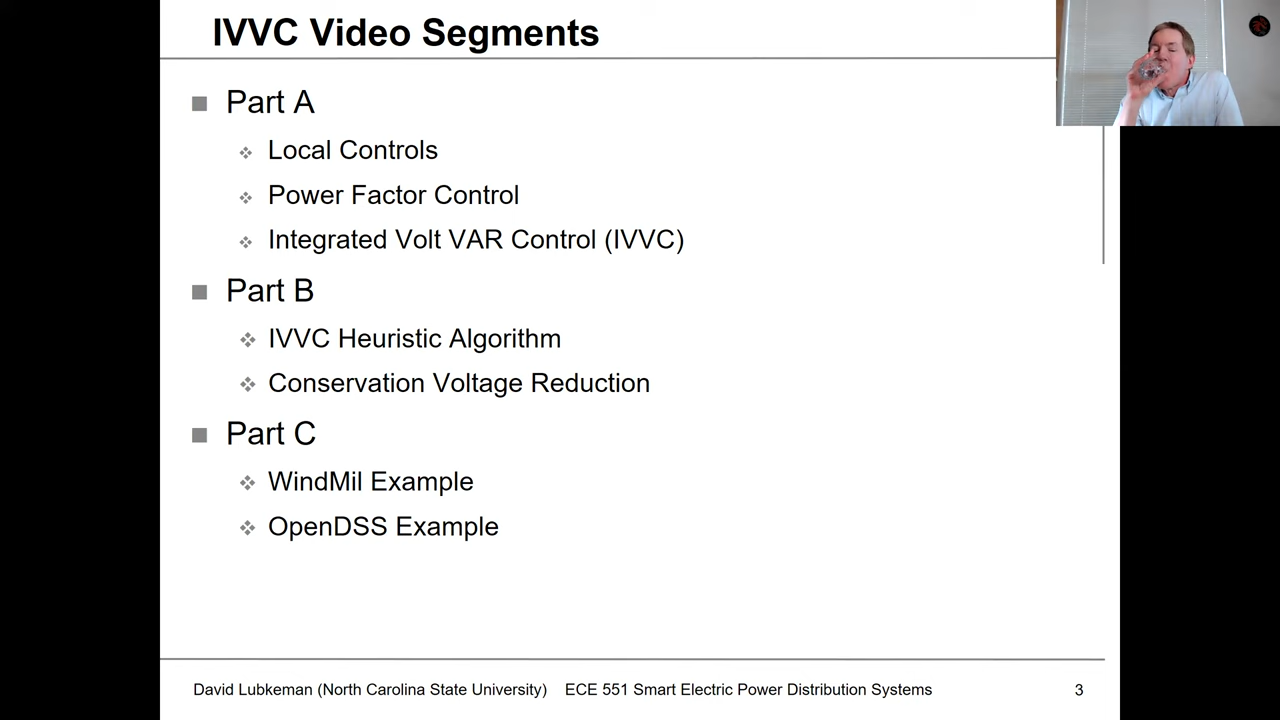 IVVC Video Segments
Part A
Local Controls
Power Factor Control
Integrated Volt VAR Control (IVVC)
Part B
IVVC Heuristic Algorithm
Conservation Voltage Reduction
Part C
WindMil Example
OpenDSS Example
David Lubkeman (North Carolina State University) ECE 551 Smart Electric Power Distribution Systems 3